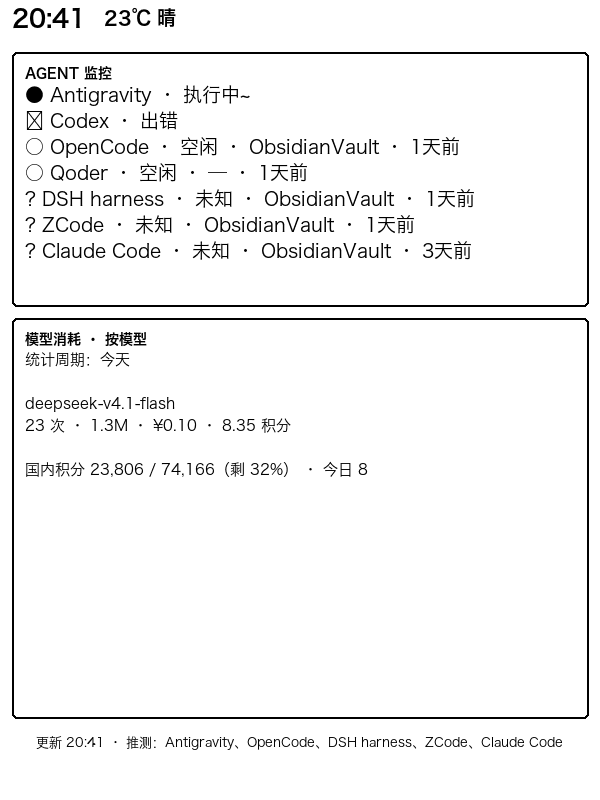 20:41 23℃ 晴
AGENT 监控
● Antigravity · 执行中~
☒ Codex · 出错
○ OpenCode · 空闲 · ObsidianVault · 1天前
○ Qoder · 空闲 · — · 1天前
? DSH harness · 未知 · ObsidianVault · 1天前
? ZCode · 未知 · ObsidianVault · 1天前
? Claude Code · 未知 · ObsidianVault · 3天前
模型消耗 · 按模型
统计周期: 今天
deepseek-v4.1-flash
23 次 · 1.3M · ¥0.10 · 8.35 积分
国内积分 23,806 / 74,166（剩 32%） · 今日 8
更新 20:41 · 推测: Antigravity、OpenCode、DSH harness、ZCode、Claude Code